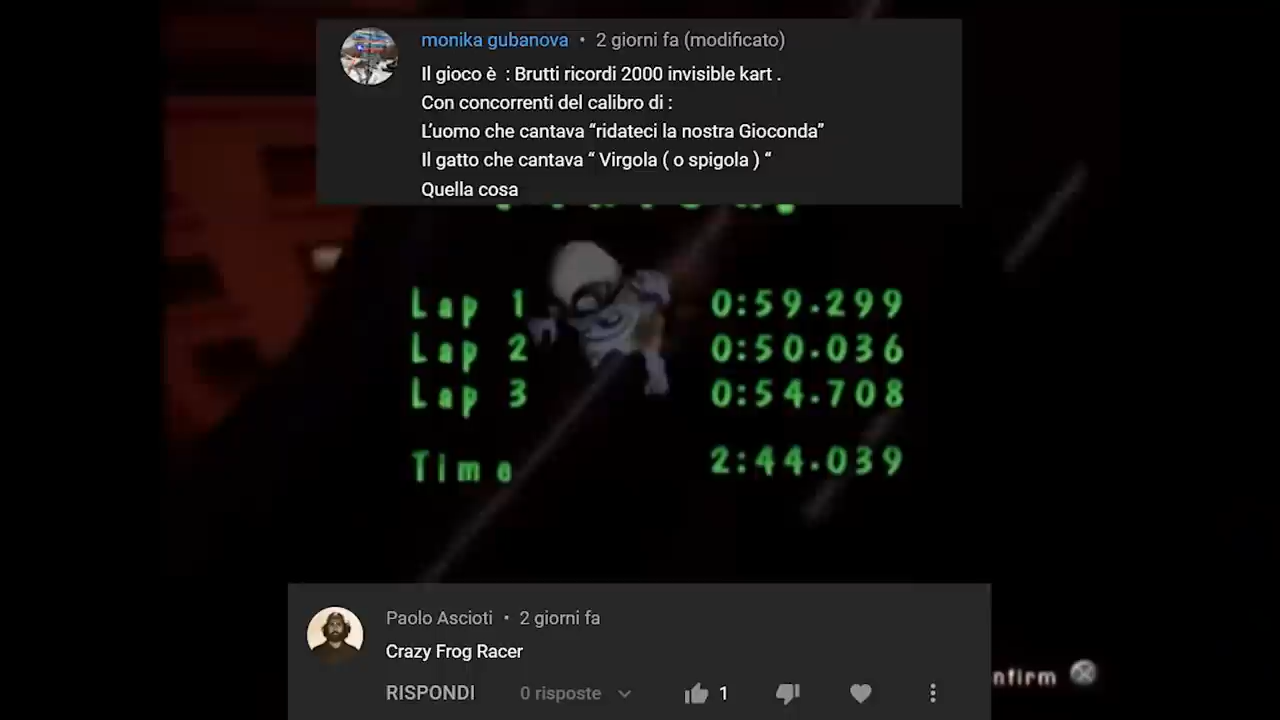 monika gubanova • 2 giorni fa (modificato)
Il gioco è : Brutti ricordi 2000 invisible kart .
Con concorrenti del calibro di :
L’uomo che cantava “ridateci la nostra Gioconda”
Il gatto che cantava “ Virgola ( o spigola ) “
Quella cosa
Lap 1 0:59.299
Lap 2 0:50.036
Lap 3 0:54.708
Time 2:44.039
Paolo Ascioti • 2 giorni fa
Crazy Frog Racer
RISPONDI 0 risposte 1
nfirm